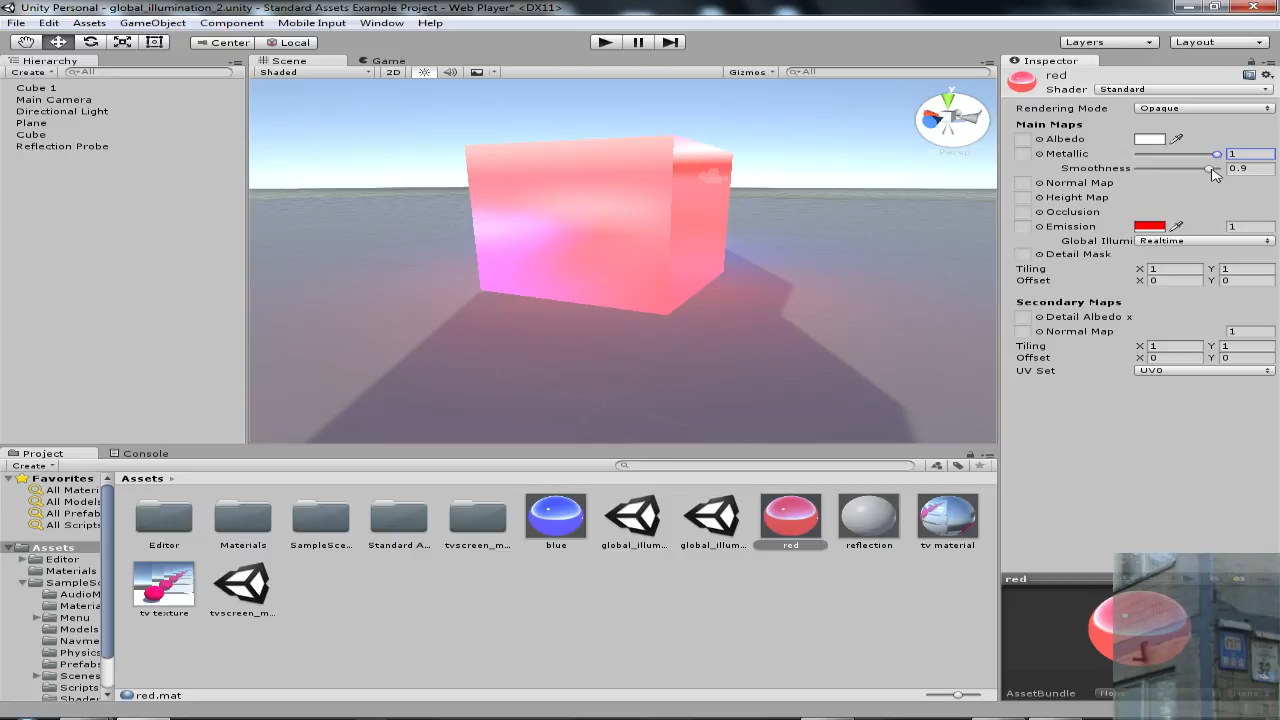 Unity Personal - global_illumination_2.unity - Standard Assets Example Project - Web Player* <DX11>
File Edit Assets GameObject Component Mobile Input Window Help
Center Local Layers Layout
Hierarchy
Create All
Cube 1
Main Camera
Directional Light
Plane
Cube
Reflection Probe
Scene Game
Shaded 2D Gizmos All
y
Persp
Inspector
red
Shader Standard
Rendering Mode Opaque
Main Maps
Albedo
Metallic 1
Smoothness 0.9
Normal Map
Height Map
Occlusion
Emission 1
Global Illumi Realtime
Detail Mask
Tiling X 1 Y 1
Offset X 0 Y 0
Secondary Maps
Detail Albedo x
Normal Map 1
Tiling X 1 Y 1
Offset X 0 Y 0
UV Set UV0
Project Console
Create
Favorites
All Materi
All Models
All Prefab
All Scripts
Assets
Editor
Materials
SampleSc
AudioM
Materia
Menu
Models
Navme
Physics
Prefab
Scenes
Scripts
Shader
Assets
Editor
Materials
SampleSce...
Standard A...
tvscreen_m...
blue
global_illum...
global_illum...
red
reflection
tv material
tv texture
tvscreen_m...
red.mat
red
AssetBundle None None
32